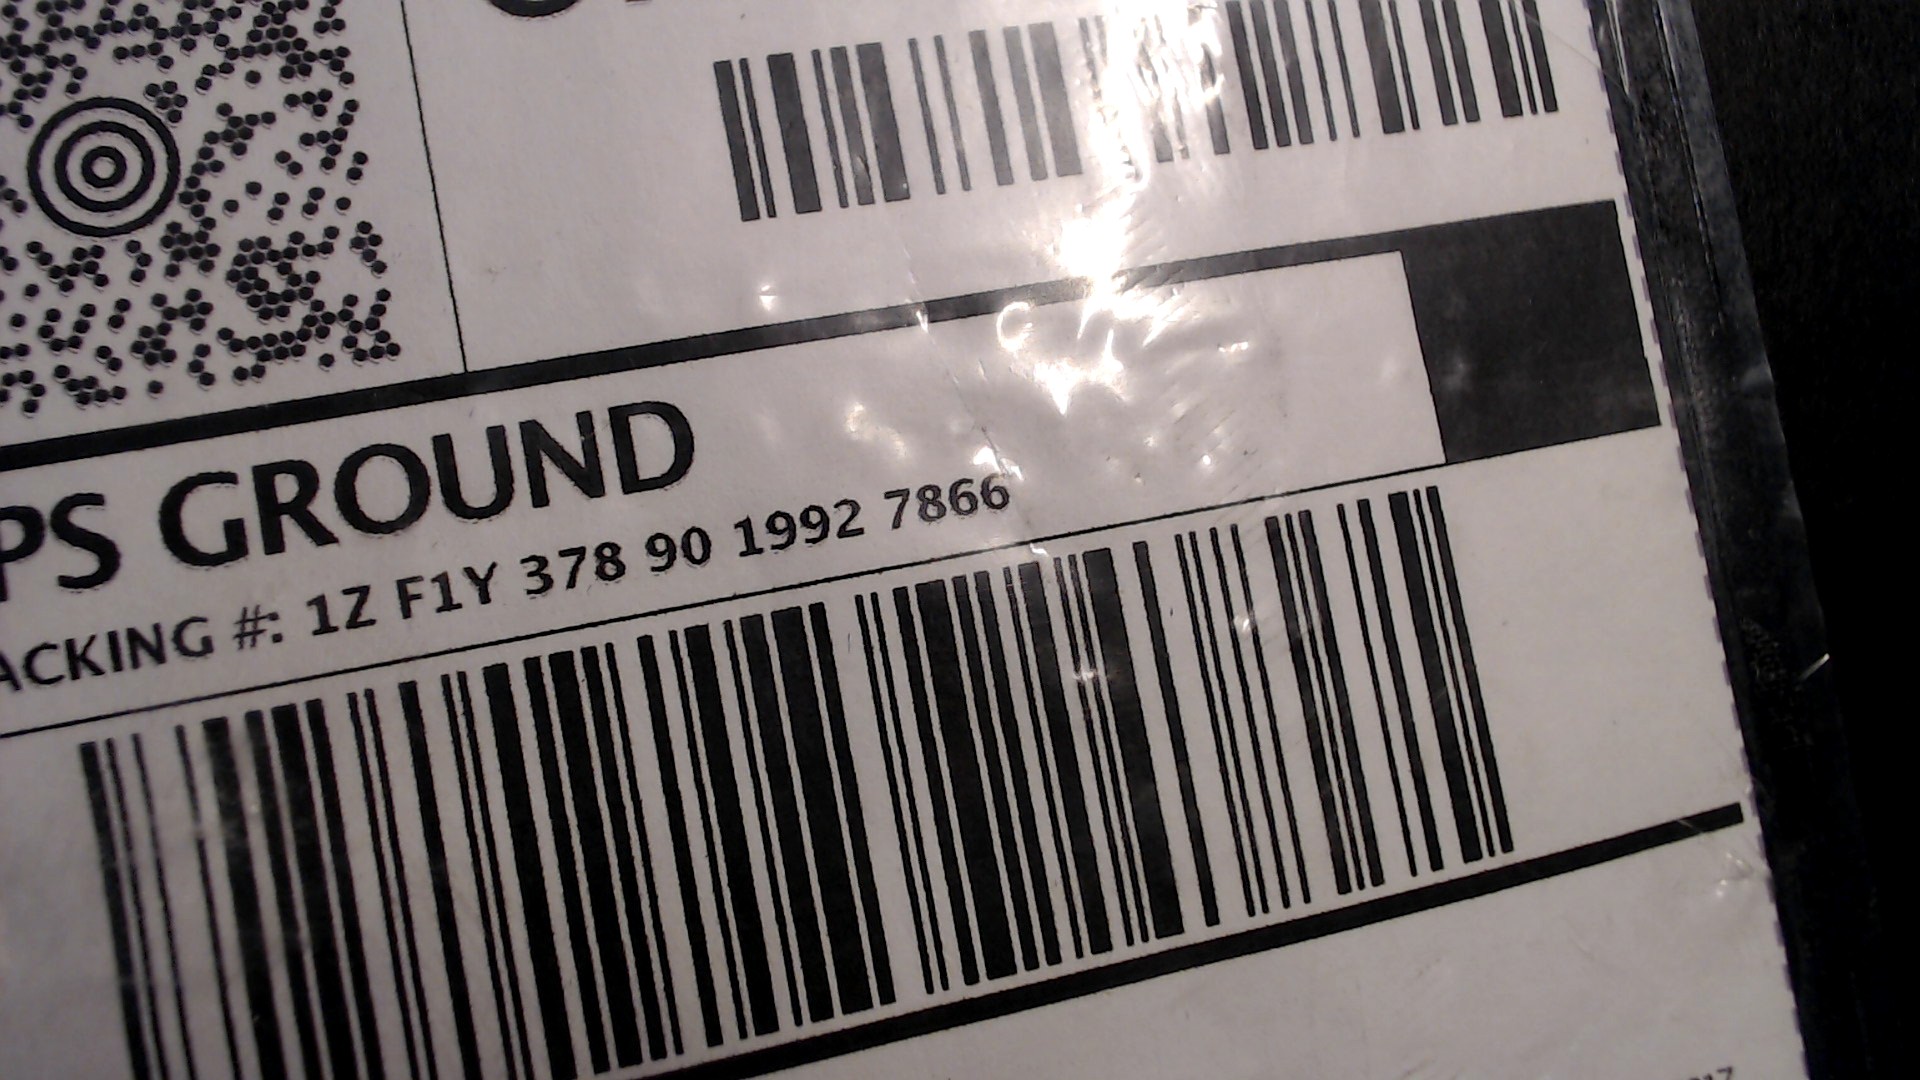 PS GROUND
ACKING #: 1Z F1Y 378 90 1992 7866